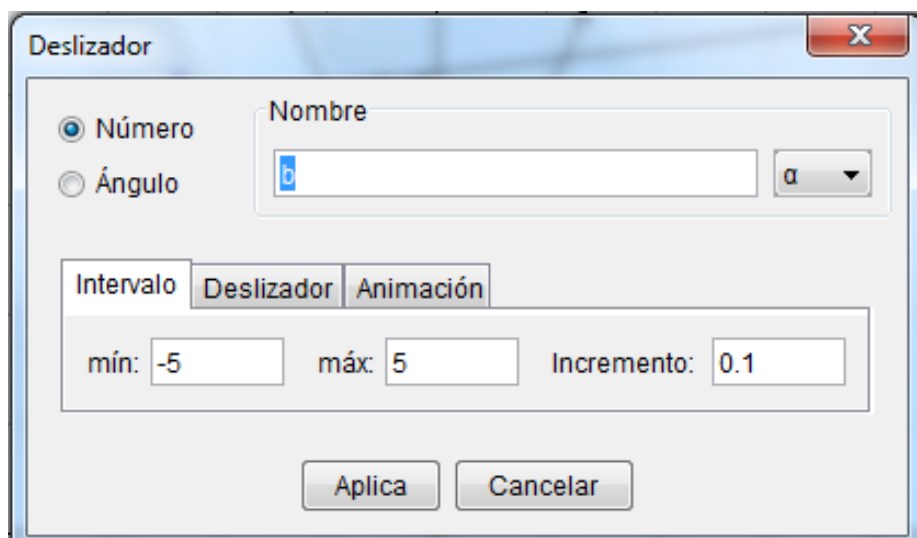 Deslizador
Número
Nombre
Ángulo
b
α
Intervalo Deslizador Animación
mín: -5 máx: 5 Incremento: 0.1
Aplica Cancelar